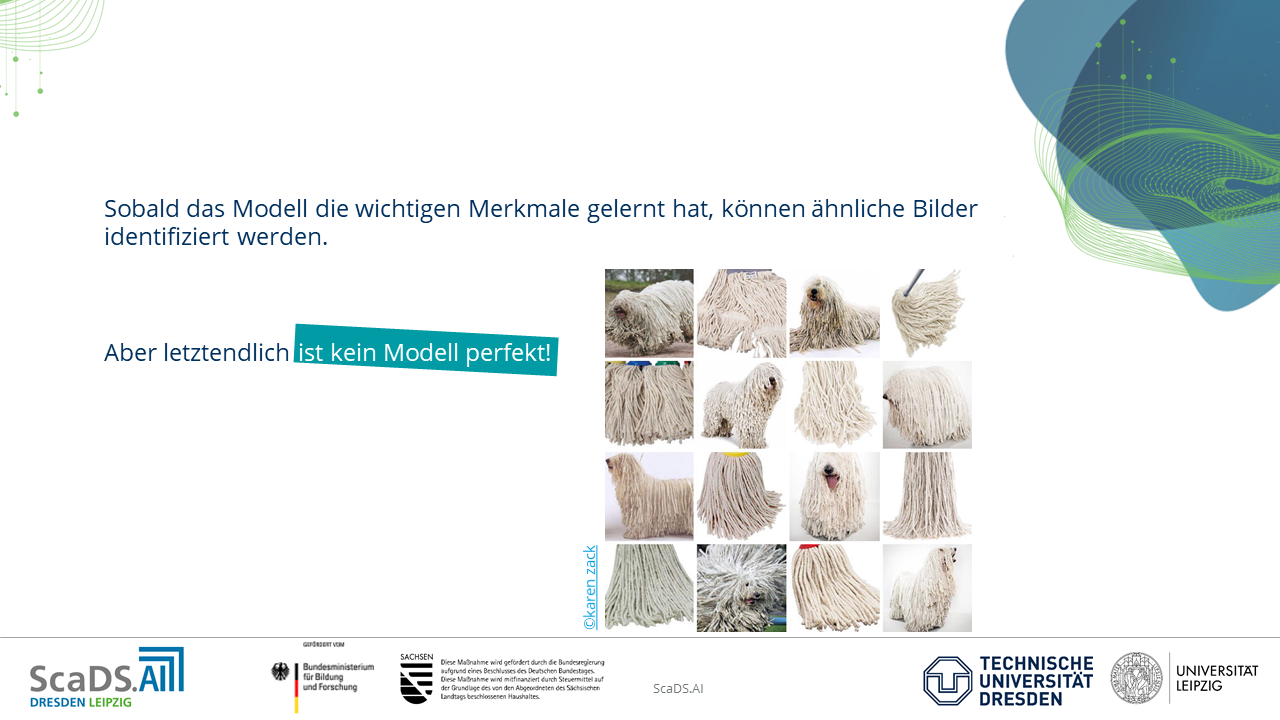 Sobald das Modell die wichtigen Merkmale gelernt hat, können ähnliche Bilder
identifiziert werden.
Aber letztendlich ist kein Modell perfekt!
©karen zack
ScaDS.AI
DRESDEN LEIPZIG
GEFÖRDERT VOM
Bundesministerium
für Bildung
und Forschung
SACHSEN
Diese Maßnahme wird gefördert durch die Bundesregierung
aufgrund eines Beschlusses des Deutschen Bundestages.
Diese Maßnahme wird mitfinanziert durch Steuermittel auf
der Grundlage des von den Abgeordneten des Sächsischen
Landtags beschlossenen Haushaltes.
ScaDS.AI
TECHNISCHE
UNIVERSITÄT
DRESDEN
UNIVERSITÄT
LEIPZIG